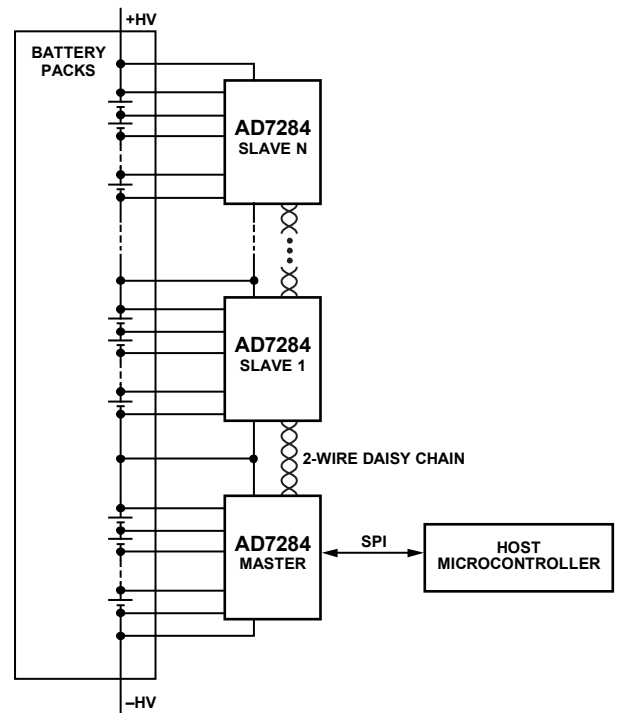 +HV
BATTERY
PACKS
AD7284
SLAVE N
AD7284
SLAVE 1
2-WIRE DAISY CHAIN
AD7284
MASTER
SPI
HOST
MICROCONTROLLER
–HV